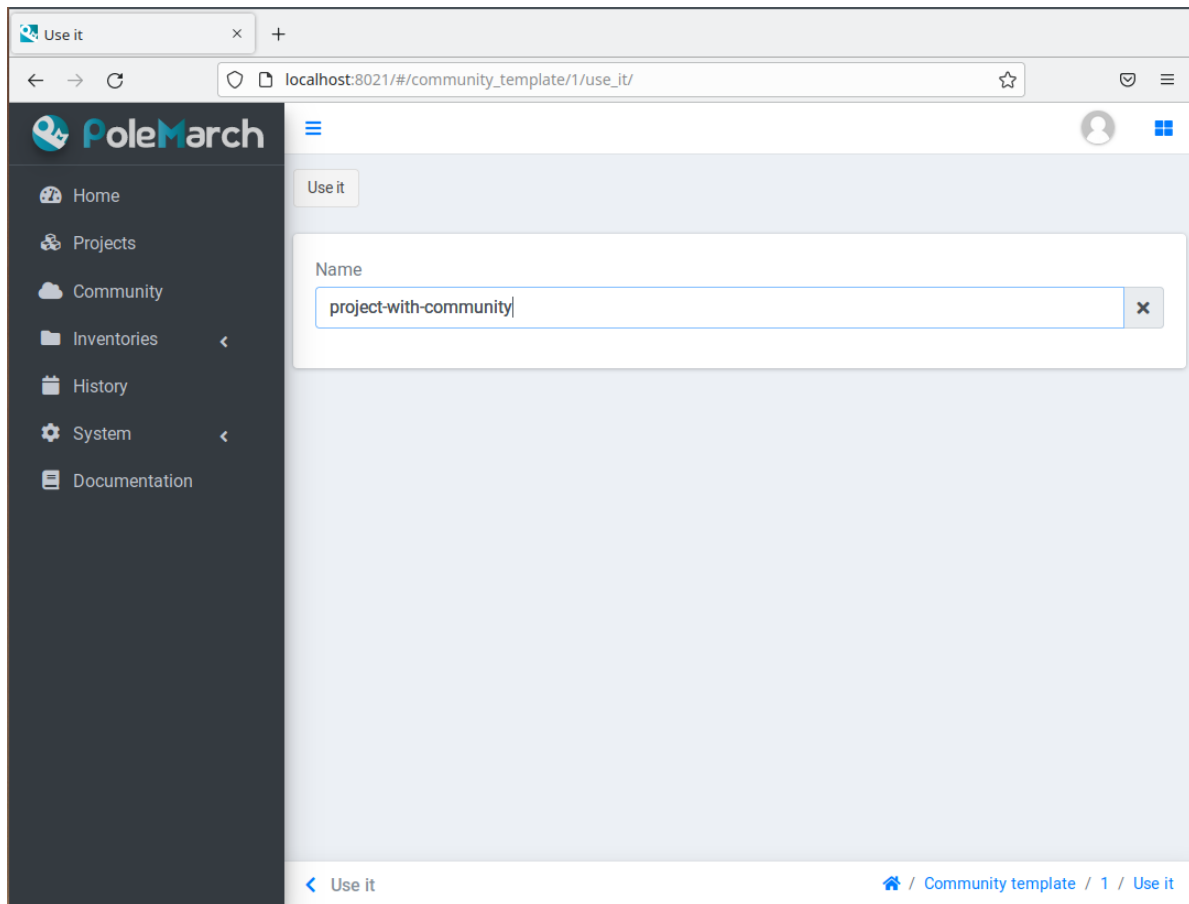 Use it
localhost:8021/#/community_template/1/use_it/
PoleMarch
Home
Projects
Community
Inventories
History
System
Documentation
Use it
Name
project-with-community
Use it
/ Community template / 1 / Use it